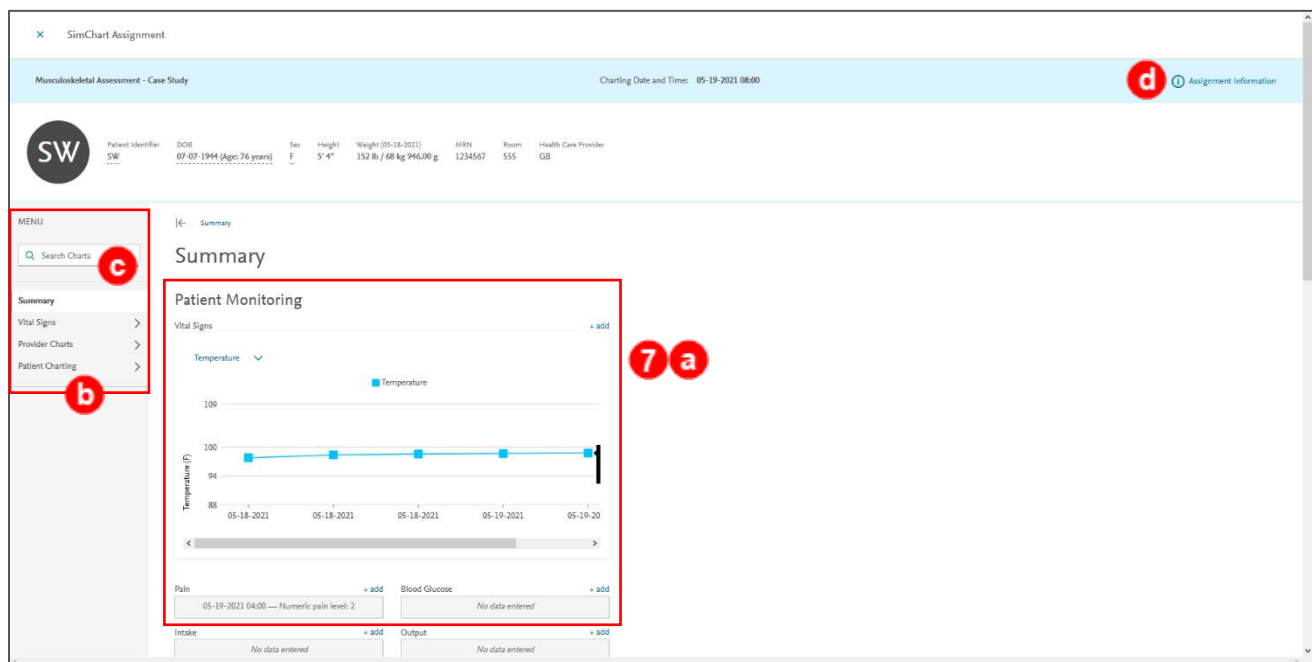 × SimChart Assignment
Musculoskeletal Assessment - Case Study Charting Date and Time: 05-19-2021 08:00 d Assignment Information
SW
Patient Identifier DOB Sex Height Weight (05-18-2021) MRN Room Health Care Provider
SW 07-07-1944 (Age: 76 years) F 5' 4" 152 lb / 68 kg 946.00 g 1234567 555 GB
MENU
Summary
Search Charts
c
Summary
Vital Signs
Provider Charts
Patient Charting
b
Summary
Patient Monitoring
Vital Signs + add
Temperature
7 a
Temperature
109
100
94
88
Temperature (F)
05-18-2021 05-18-2021 05-18-2021 05-19-2021 05-19-20
Pain + add Blood Glucose + add
05-19-2021 04:00 — Numeric pain level: 2 No data entered
Intake + add Output + add
No data entered No data entered